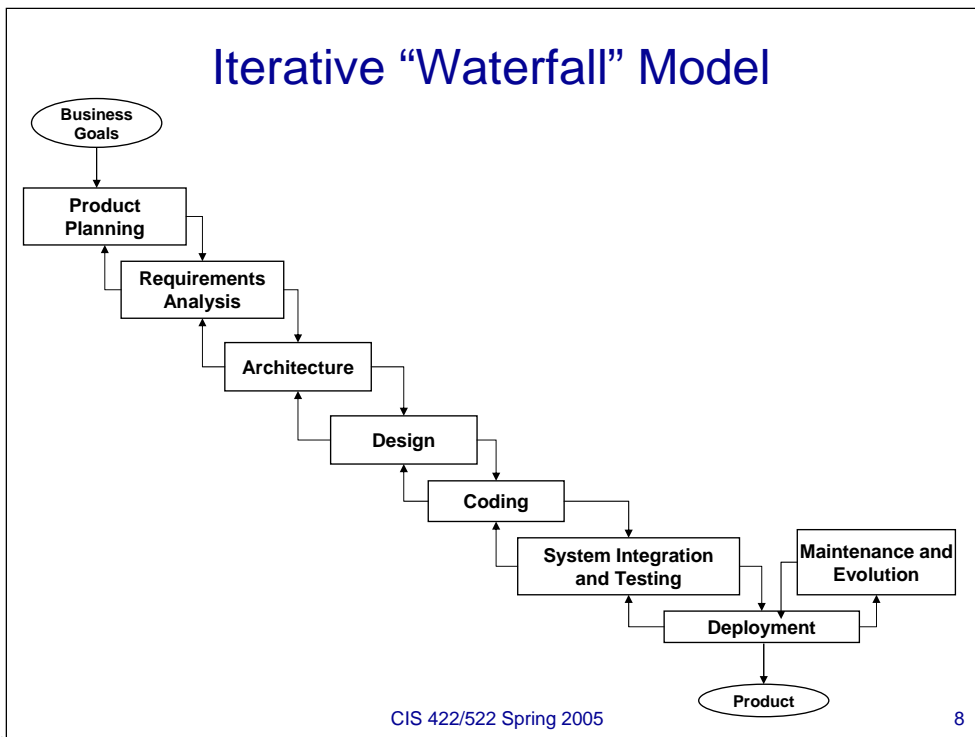 Iterative “Waterfall” Model
Business
Goals
Product
Planning
Requirements
Analysis
Architecture
Design
Coding
System Integration
and Testing
Maintenance and
Evolution
Deployment
Product
CIS 422/522 Spring 2005
8